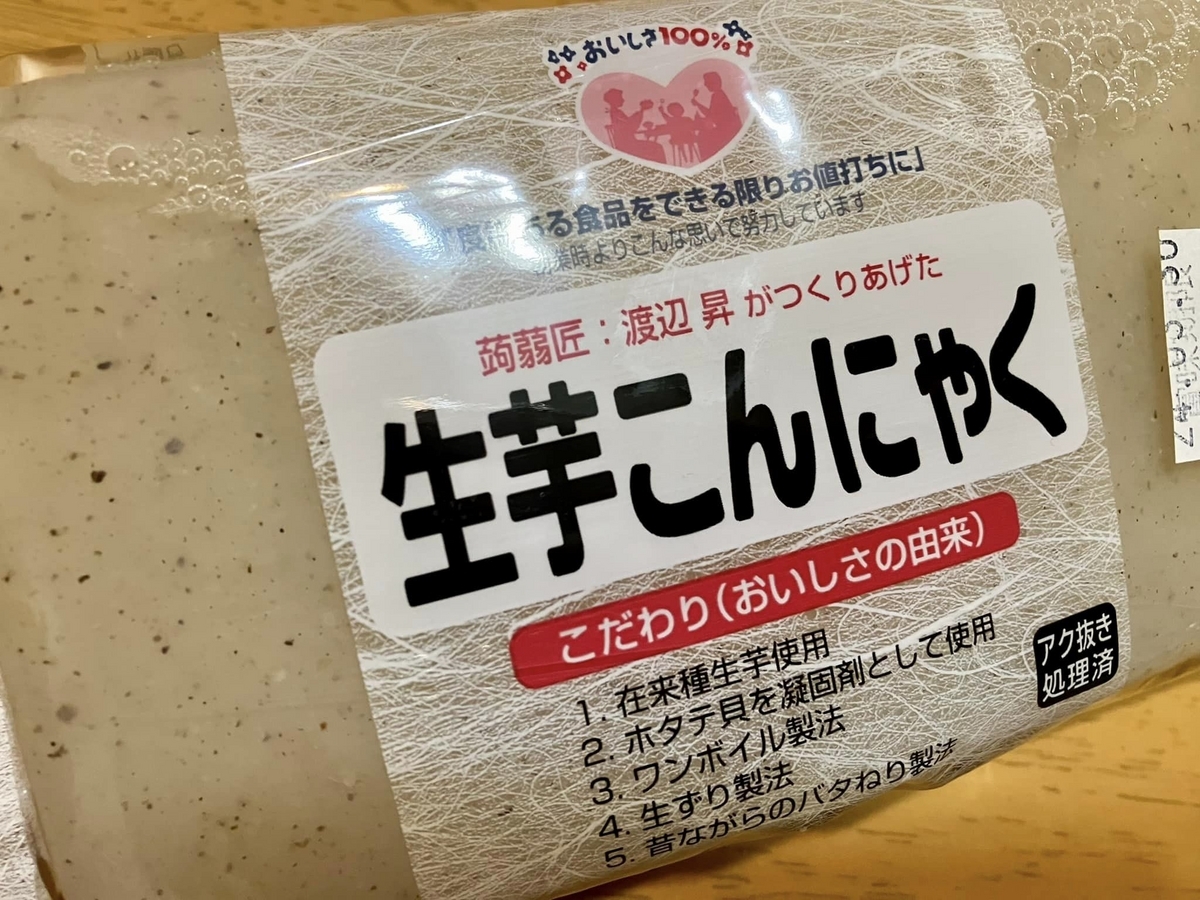 おいしさ100%
ある食品をできる限りお値打ちに」
業時よりこんな思いで努力しています
蒟蒻匠：渡辺 昇 がつくりあげた
生芋こんにゃく
こだわり（おいしさの由来）
1. 在来種生芋使用
2. ホタテ貝を凝固剤として使用
3. ワンボイル製法
4. 生ずり製法
5. 昔ながらのバタねり製法
アク抜き
処理済